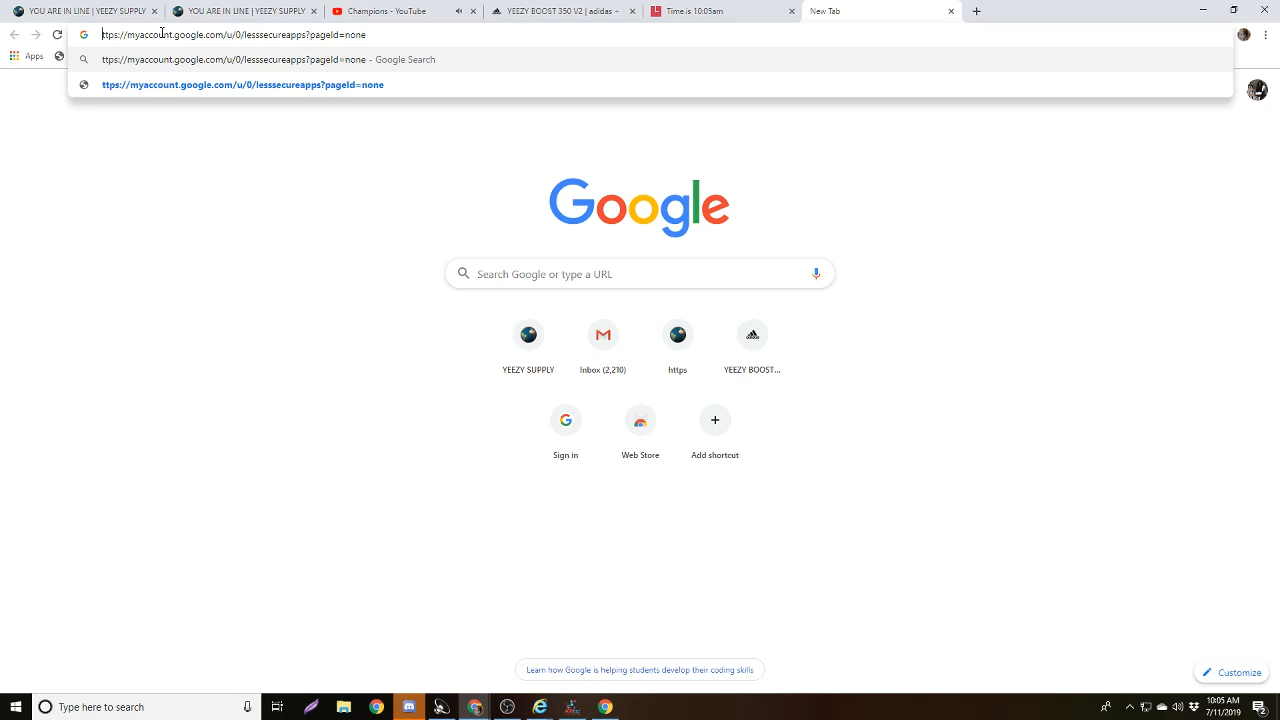 YOU ARE IN LINE | YEEZY SUPPLY
YOU ARE IN LINE | YEEZY SUPPLY
Champions - YouTube
YEEZY BOOST 350 V2 | adidas +
Time.is 10:05am
New Tab
ttps://myaccount.google.com/u/0/lesssecureapps?pageId=none
Apps
ttps://myaccount.google.com/u/0/lesssecureapps?pageId=none - Google Search
ttps://myaccount.google.com/u/0/lesssecureapps?pageId=none
Google
Search Google or type a URL
YEEZY SUPPLY
Inbox (2,210)
https
YEEZY BOOST...
Sign in
Web Store
Add shortcut
Learn how Google is helping students develop their coding skills
Customize
Type here to search
10:05 AM
7/11/2019